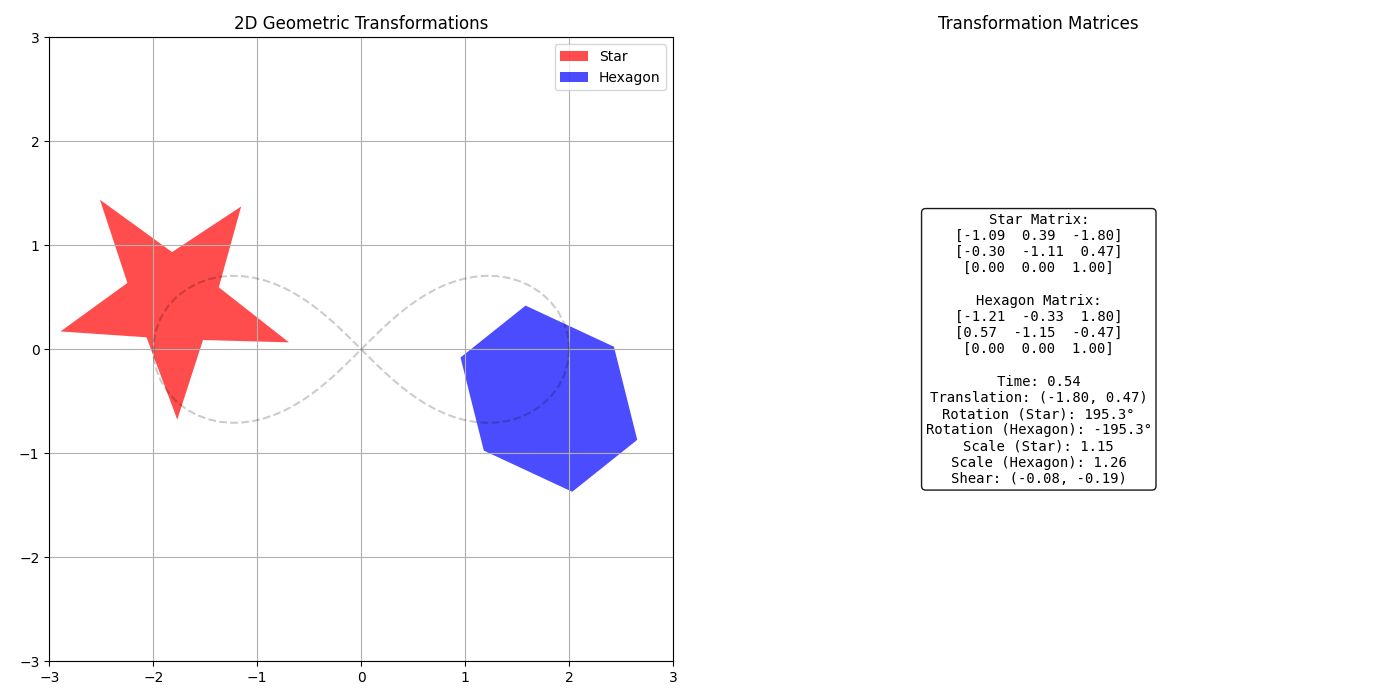 2D Geometric Transformations
Star
Hexagon
3
2
1
0
−1
−2
−3
−3
−2
−1
0
1
2
3
Transformation Matrices
Star Matrix:
[-1.09  0.39  -1.80]
[-0.30  -1.11  0.47]
[0.00  0.00  1.00]
Hexagon Matrix:
[-1.21  -0.33  1.80]
[0.57  -1.15  -0.47]
[0.00  0.00  1.00]
Time: 0.54
Translation: (-1.80, 0.47)
Rotation (Star): 195.3°
Rotation (Hexagon): -195.3°
Scale (Star): 1.15
Scale (Hexagon): 1.26
Shear: (-0.08, -0.19)